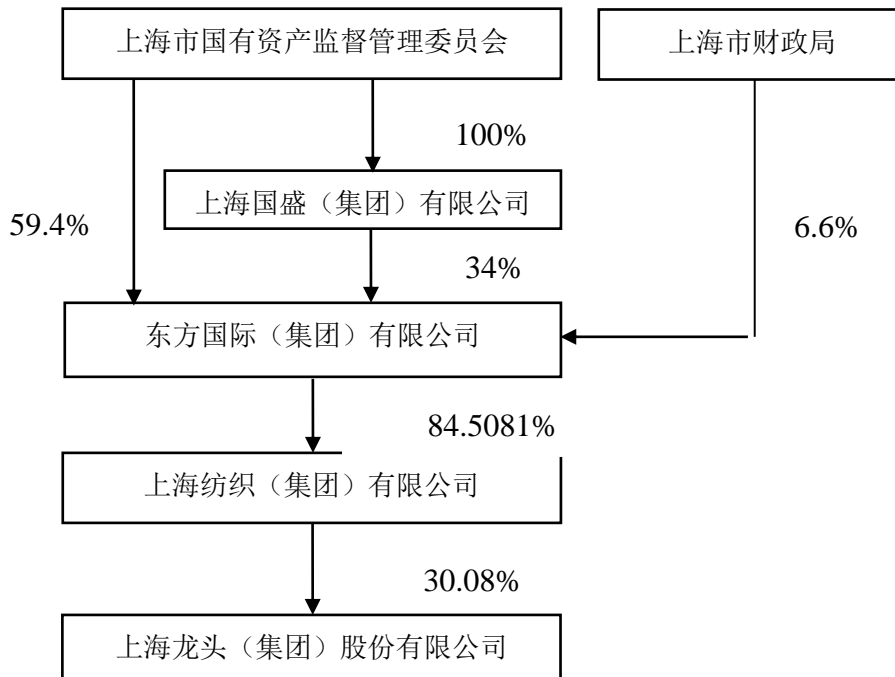 上海市国有资产监督管理委员会
上海市财政局
100%
上海国盛（集团）有限公司
59.4%
6.6%
34%
东方国际（集团）有限公司
84.5081%
上海纺织（集团）有限公司
30.08%
上海龙头（集团）股份有限公司